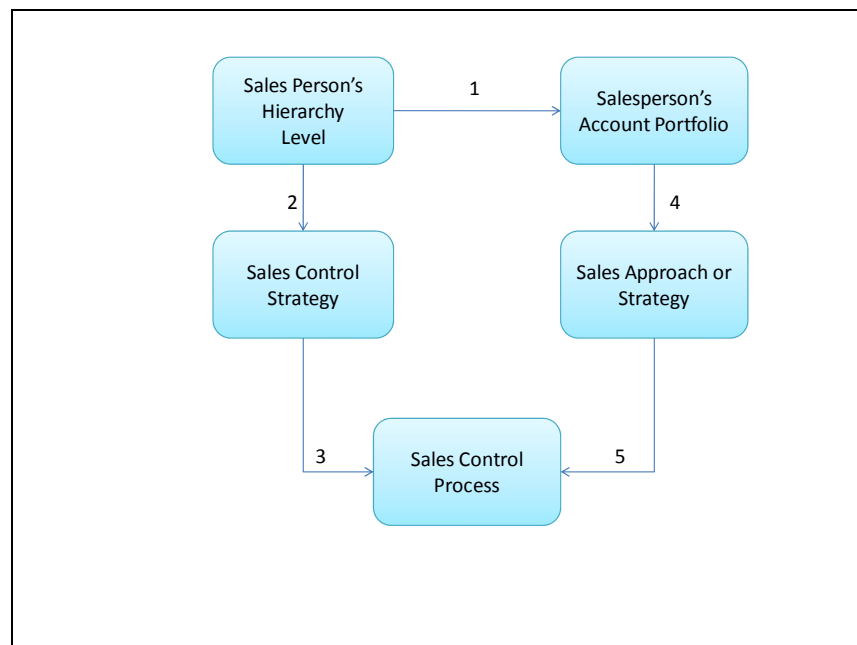 Sales Person's
Hierarchy
Level
1
Salesperson's
Account Portfolio
2
4
Sales Control
Strategy
Sales Approach or
Strategy
3
Sales Control
Process
5